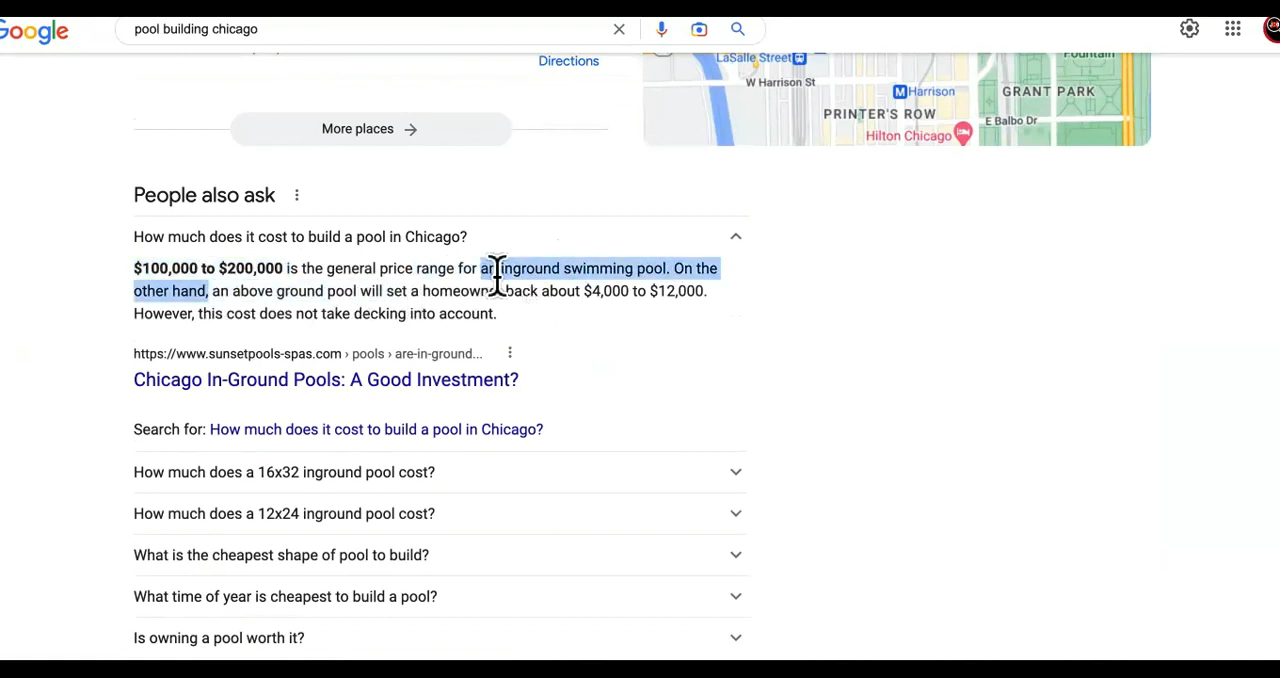 Google
pool building chicago
Directions
More places
LaSalle Street
W Harrison St
Harrison
PRINTER'S ROW
Hilton Chicago
Fountain
GRANT PARK
E Balbo Dr
People also ask
How much does it cost to build a pool in Chicago?
$100,000 to $200,000 is the general price range for an inground swimming pool. On the
other hand, an above ground pool will set a homeowner back about $4,000 to $12,000.
However, this cost does not take decking into account.
https://www.sunsetpools-spas.com › pools › are-in-ground...
Chicago In-Ground Pools: A Good Investment?
Search for: How much does it cost to build a pool in Chicago?
How much does a 16x32 inground pool cost?
How much does a 12x24 inground pool cost?
What is the cheapest shape of pool to build?
What time of year is cheapest to build a pool?
Is owning a pool worth it?